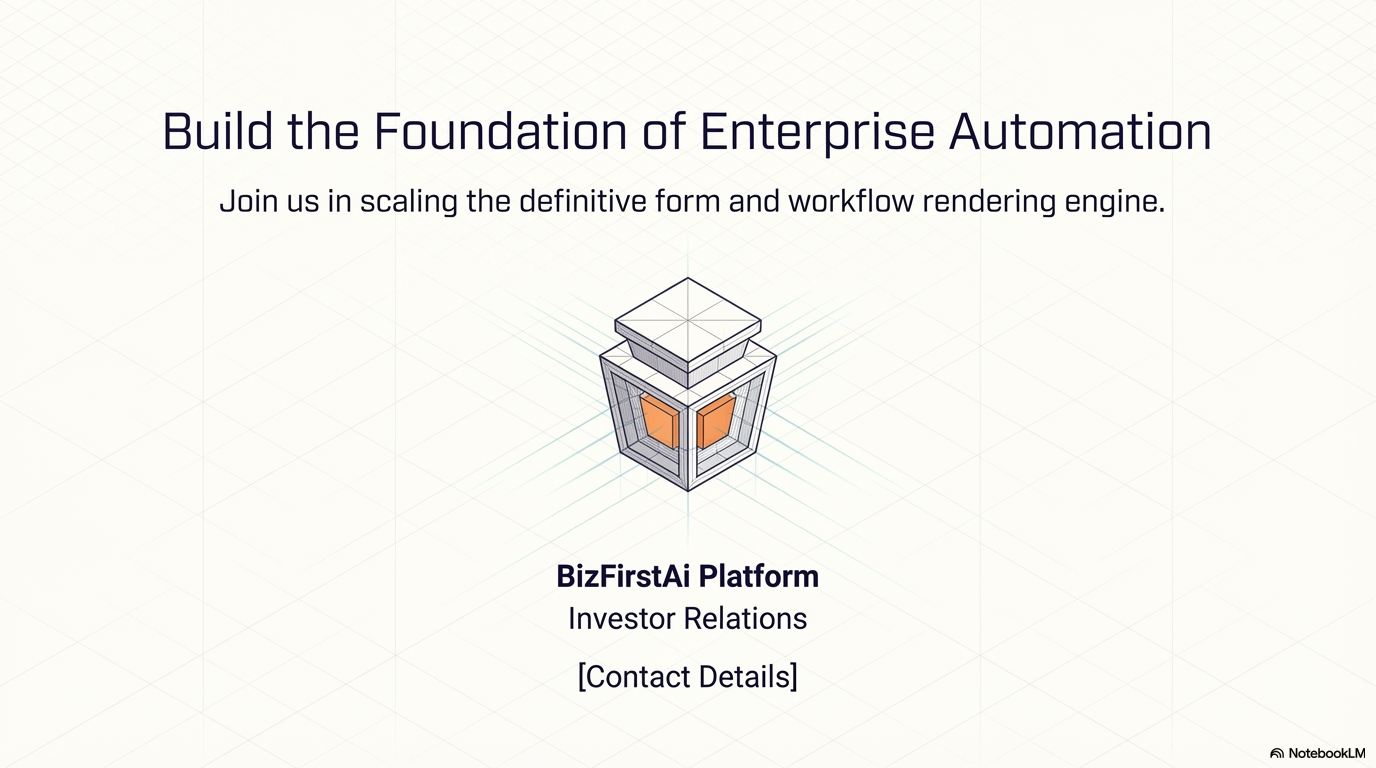 Build the Foundation of Enterprise Automation
Join us in scaling the definitive form and workflow rendering engine.
BizFirstAi Platform
Investor Relations
[Contact Details]
NotebookLM